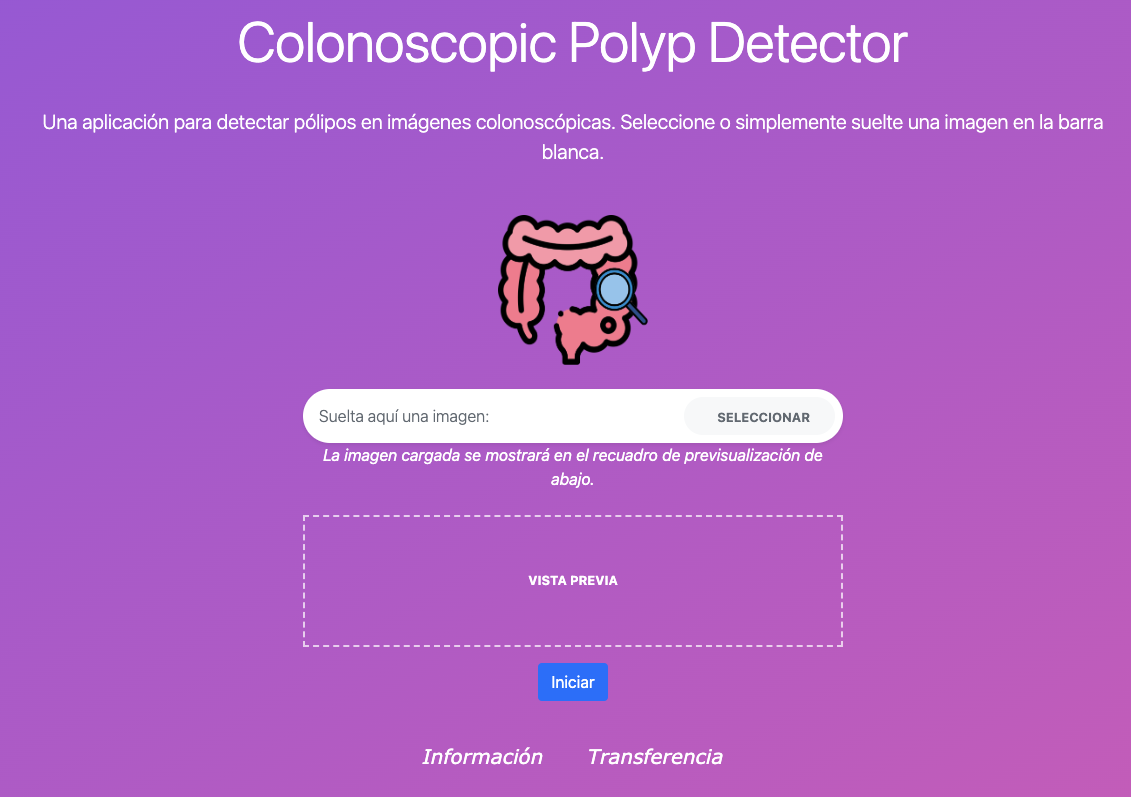 Colonoscopic Polyp Detector
Una aplicación para detectar pólipos en imágenes colonoscópicas. Seleccione o simplemente suelte una imagen en la barra
blanca.
Suelta aquí una imagen:
SELECCIONAR
La imagen cargada se mostrará en el recuadro de previsualización de
abajo.
VISTA PREVIA
Iniciar
Información Transferencia